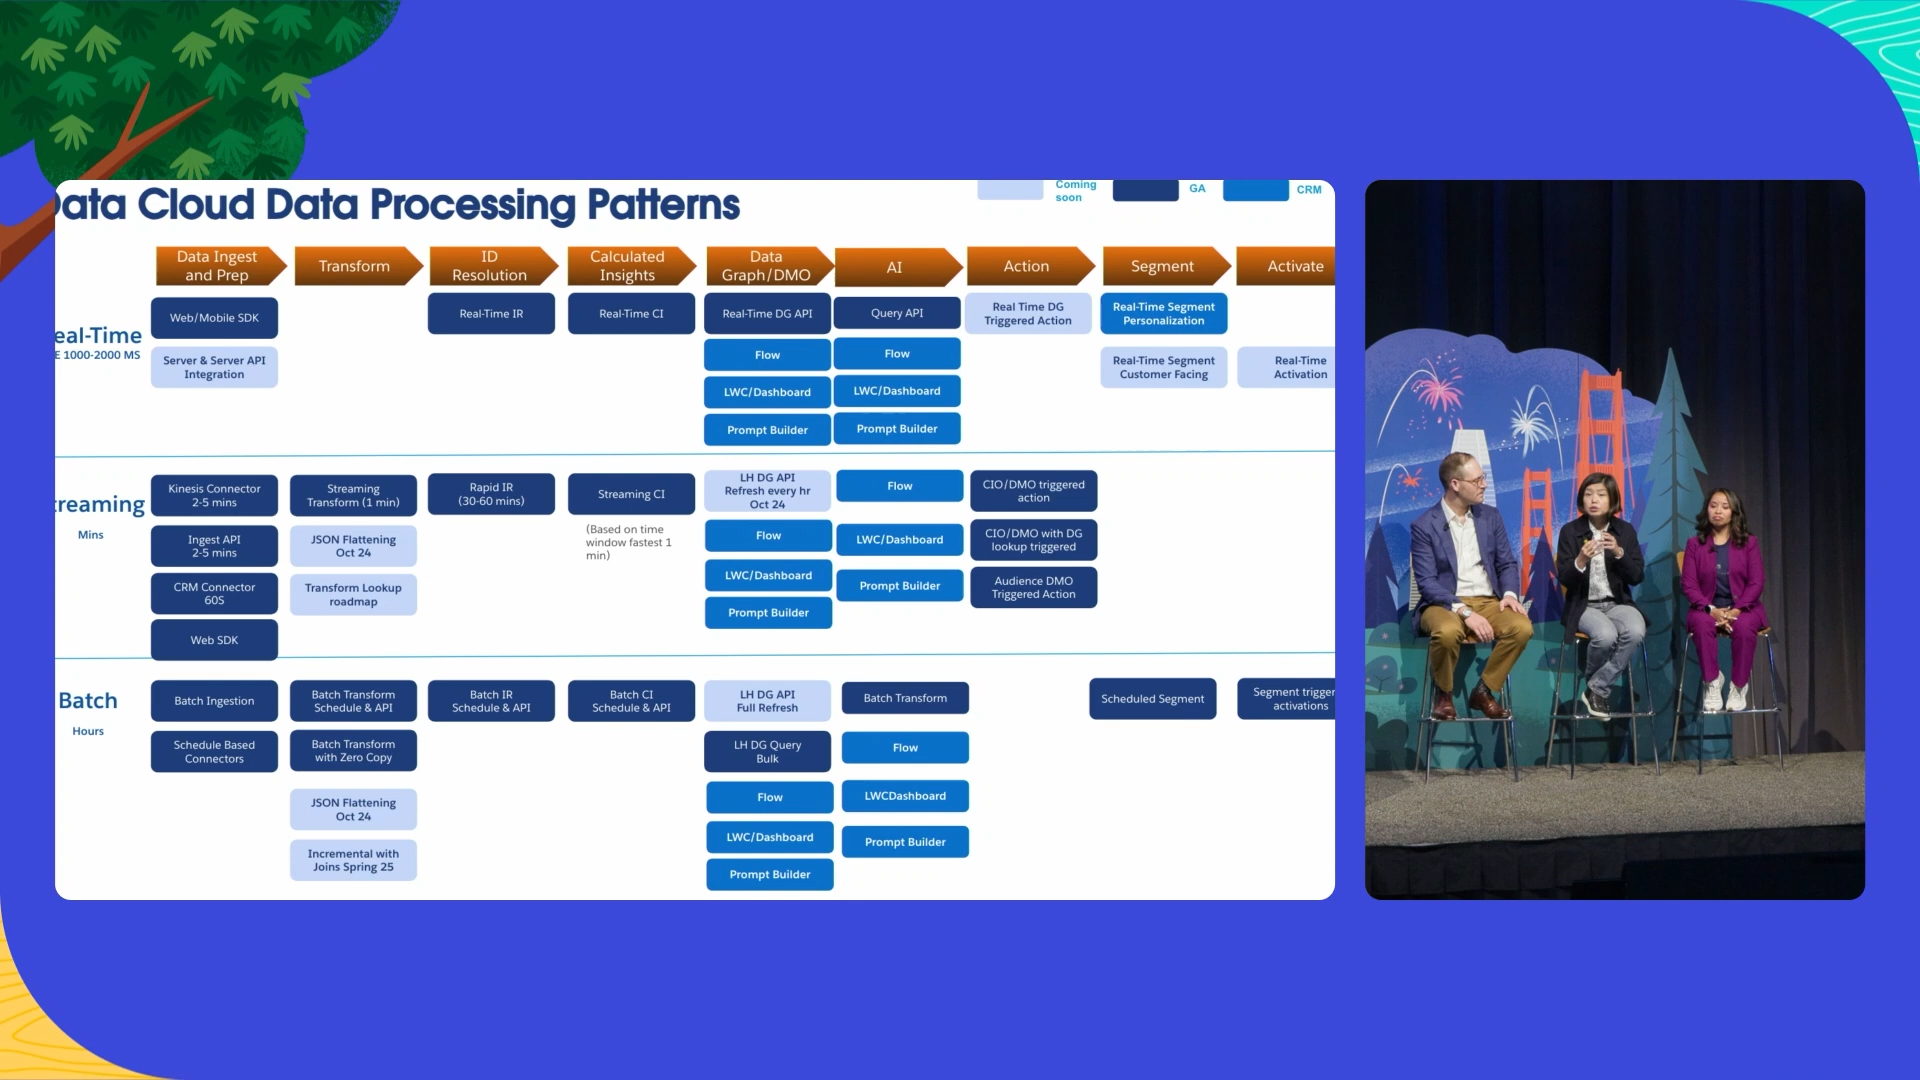 ata Cloud Data Processing Patterns
Coming
soon
GA
CRM
Data Ingest
and Prep
Transform
ID
Resolution
Calculated
Insights
Data
Graph/DMO
AI
Action
Segment
Activate
eal-Time
E 1000-2000 MS
Web/Mobile SDK
Server & Server API
Integration
Real-Time IR
Real-Time CI
Real-Time DG API
Flow
LWC/Dashboard
Prompt Builder
Query API
Flow
LWC/Dashboard
Prompt Builder
Real Time DG
Triggered Action
Real-Time Segment
Personalization
Real-Time Segment
Customer Facing
Real-Time
Activation
treaming
Mins
Kinesis Connector
2-5 mins
Ingest API
2-5 mins
CRM Connector
60S
Web SDK
Streaming
Transform (1 min)
JSON Flattening
Oct 24
Transform Lookup
roadmap
Rapid IR
(30-60 mins)
Streaming CI
(Based on time
window fastest 1
min)
LH DG API
Refresh every hr
Oct 24
Flow
LWC/Dashboard
Prompt Builder
Flow
LWC/Dashboard
Prompt Builder
CIO/DMO triggered
action
CIO/DMO with DG
lookup triggered
Audience DMO
Triggered Action
Batch
Hours
Batch Ingestion
Schedule Based
Connectors
Batch Transform
Schedule & API
Batch Transform
with Zero Copy
JSON Flattening
Oct 24
Incremental with
Joins Spring 25
Batch IR
Schedule & API
Batch CI
Schedule & API
LH DG API
Full Refresh
LH DG Query
Bulk
Flow
LWC/Dashboard
Prompt Builder
Batch Transform
Flow
LWCDashboard
Prompt Builder
Scheduled Segment
Segment trigger
activations